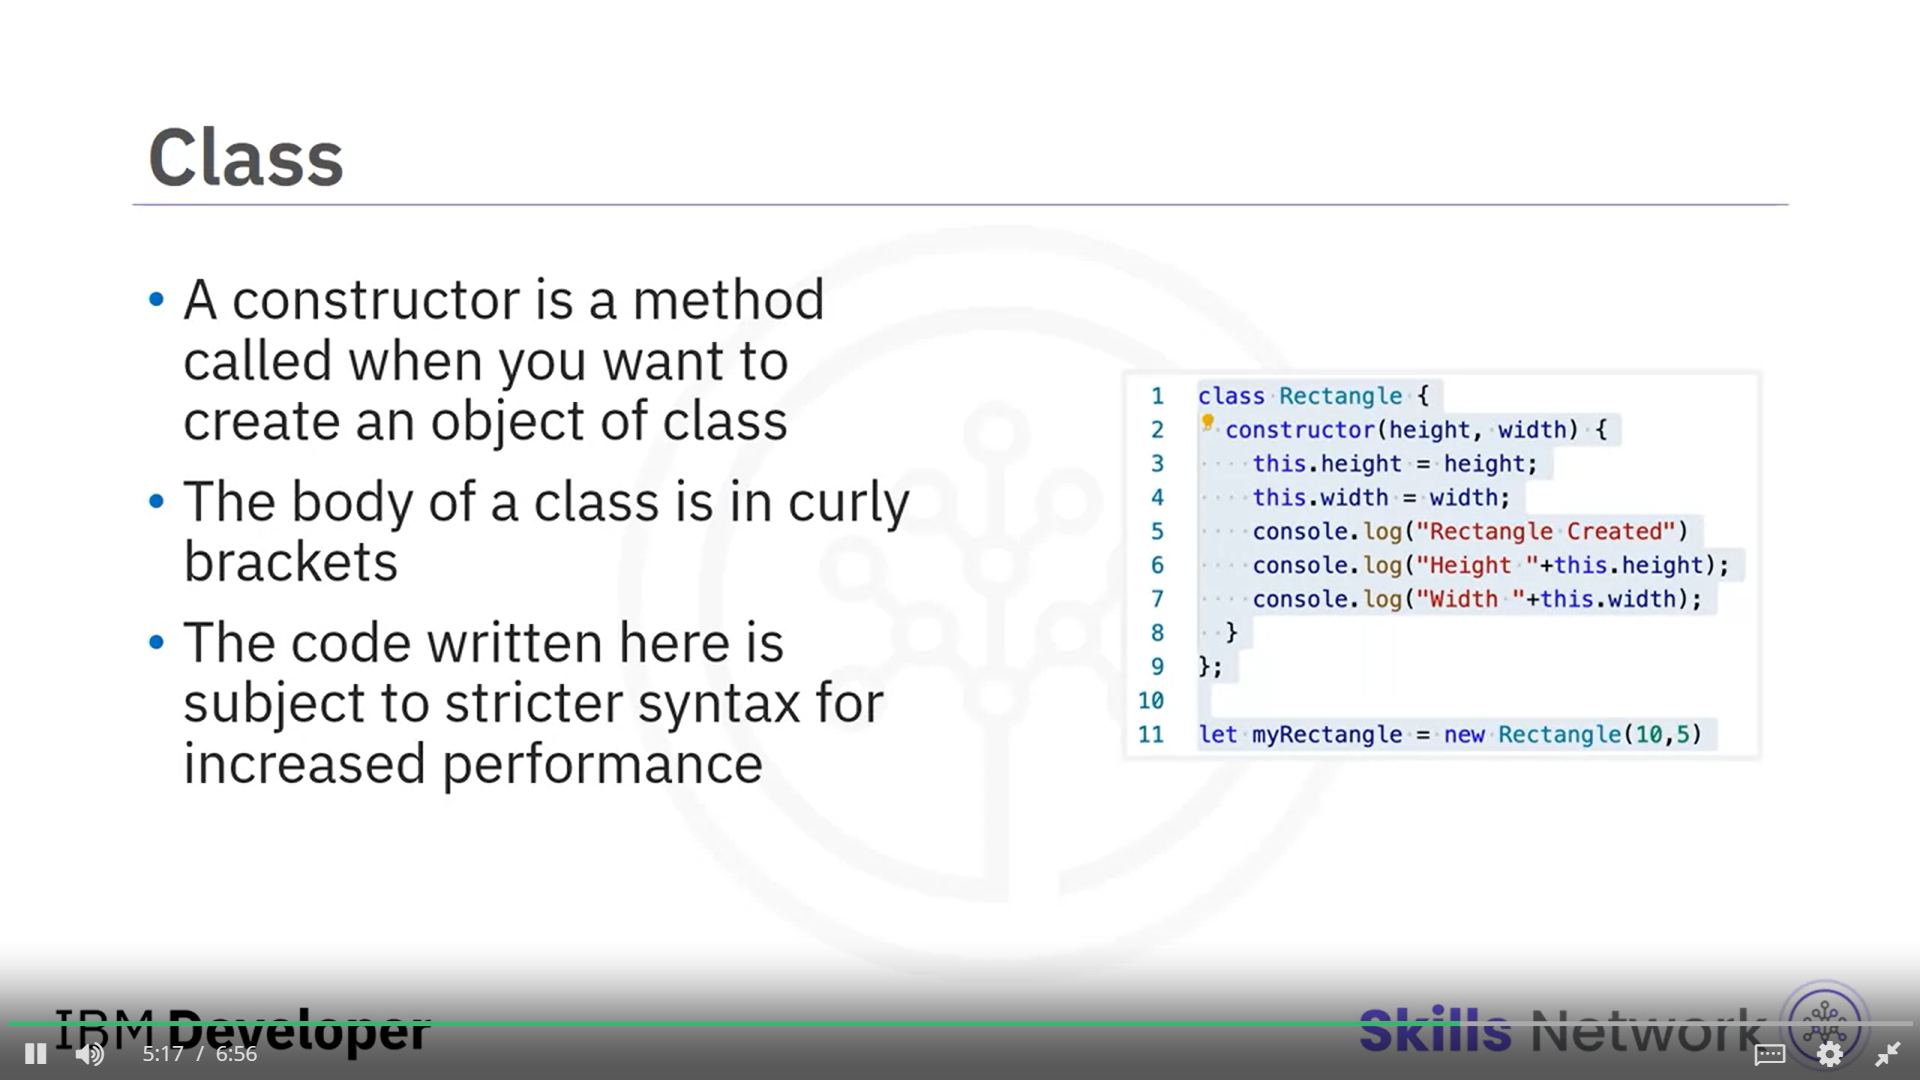 Class
• A constructor is a method
called when you want to
create an object of class
• The body of a class is in curly
brackets
• The code written here is
subject to stricter syntax for
increased performance
1 class Rectangle {
2 constructor(height, width) {
3 this.height = height;
4 this.width = width;
5 console.log("Rectangle Created")
6 console.log("Height "+this.height);
7 console.log("Width "+this.width);
8 }
9 };
10
11 let myRectangle = new Rectangle(10,5)
IBM Developer
Skills Network
5:17 / 6:56